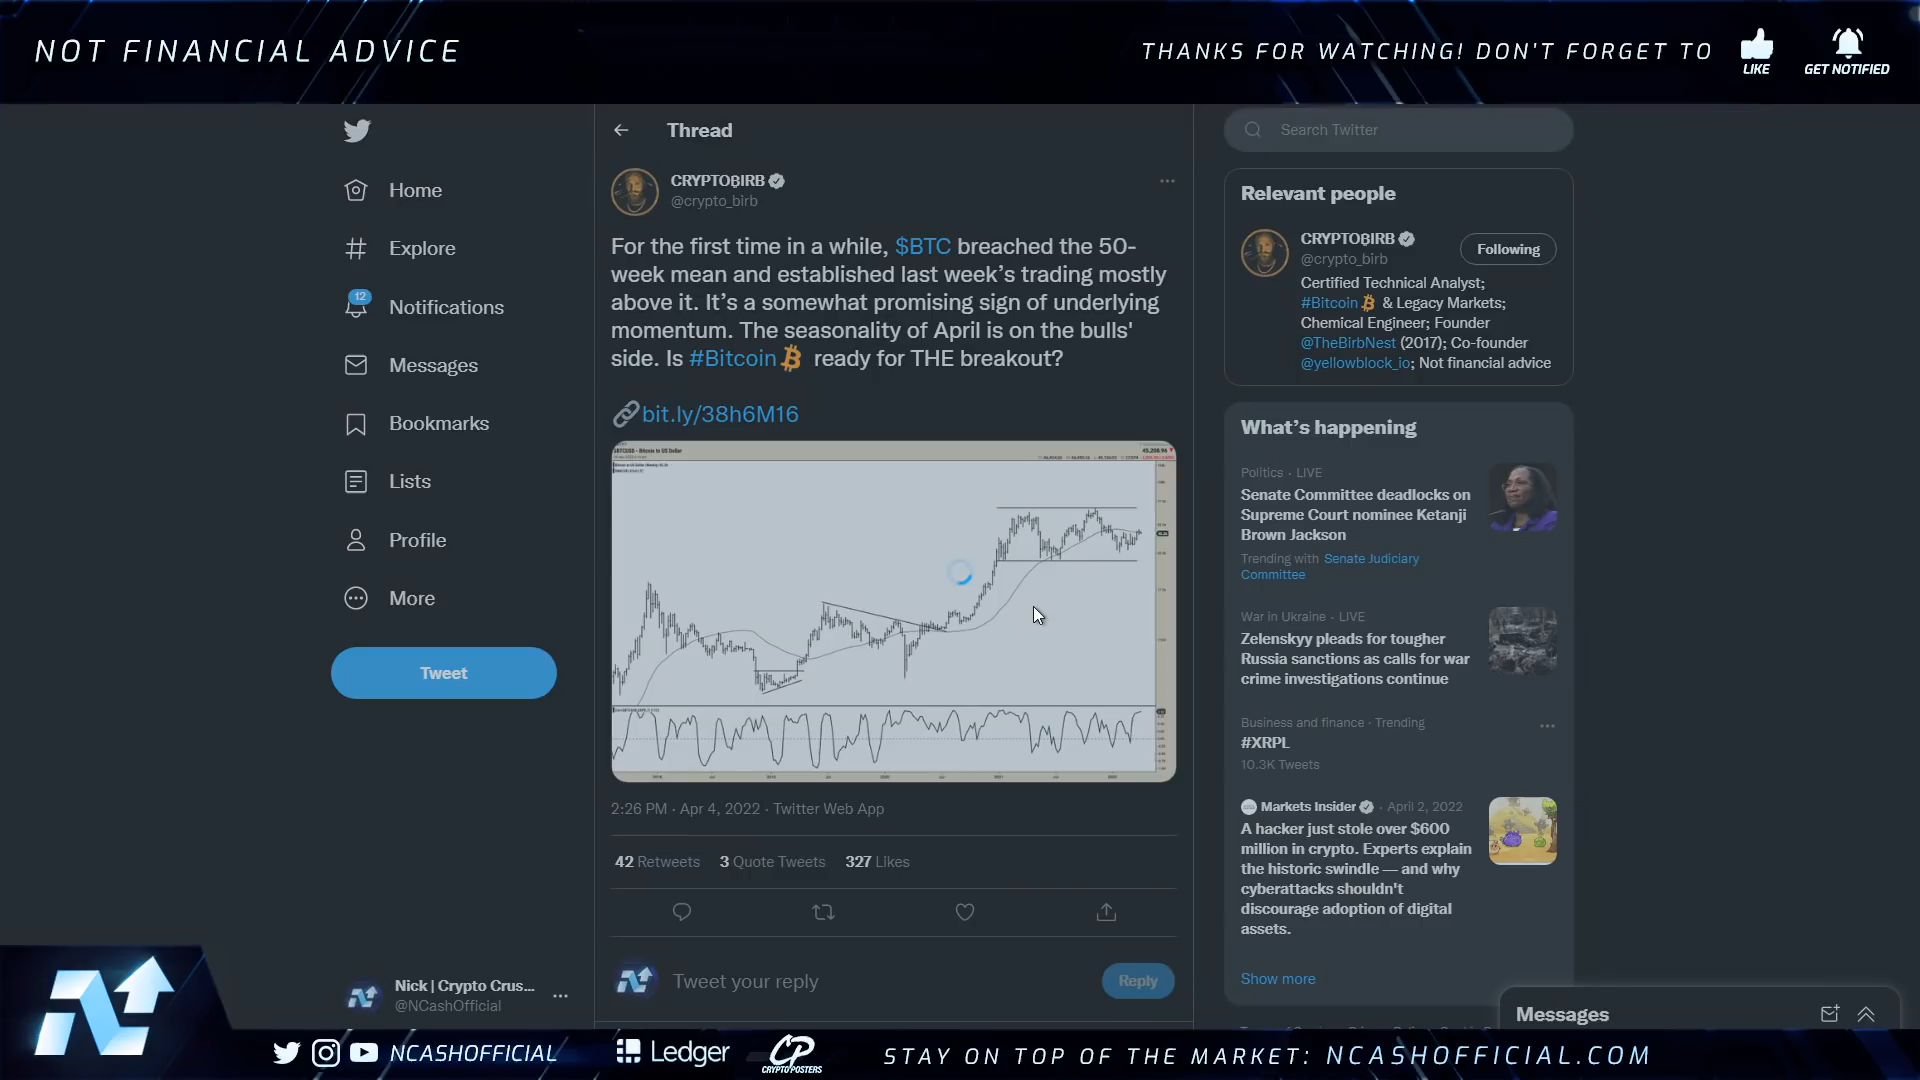 NOT FINANCIAL ADVICE
THANKS FOR WATCHING! DON'T FORGET TO
LIKE
GET NOTIFIED
Home
Explore
12
Notifications
Messages
Bookmarks
Lists
Profile
More
Tweet
Nick | Crypto Crus...
@NCashOfficial
Thread
CRYPTO₿IRB
@crypto_birb
For the first time in a while, $BTC breached the 50-
week mean and established last week’s trading mostly
above it. It’s a somewhat promising sign of underlying
momentum. The seasonality of April is on the bulls'
side. Is #Bitcoin ready for THE breakout?
bit.ly/38h6M16
45,208.96
2:26 PM · Apr 4, 2022 · Twitter Web App
42 Retweets 3 Quote Tweets 327 Likes
Tweet your reply
Reply
Search Twitter
Relevant people
CRYPTO₿IRB
@crypto_birb
Following
Certified Technical Analyst;
#Bitcoin & Legacy Markets;
Chemical Engineer; Founder
@TheBirbNest (2017); Co-founder
@yellowblock_io; Not financial advice
What’s happening
Politics · LIVE
Senate Committee deadlocks on
Supreme Court nominee Ketanji
Brown Jackson
Trending with Senate Judiciary
Committee
War in Ukraine · LIVE
Zelenskyy pleads for tougher
Russia sanctions as calls for war
crime investigations continue
Business and finance · Trending
#XRPL
10.3K Tweets
Markets Insider · April 2, 2022
A hacker just stole over $600
million in crypto. Experts explain
the historic swindle — and why
cyberattacks shouldn't
discourage adoption of digital
assets.
Show more
Messages
NCASHOFFICIAL
Ledger
CP
CRYPTO POSTERS
STAY ON TOP OF THE MARKET: NCASHOFFICIAL.COM